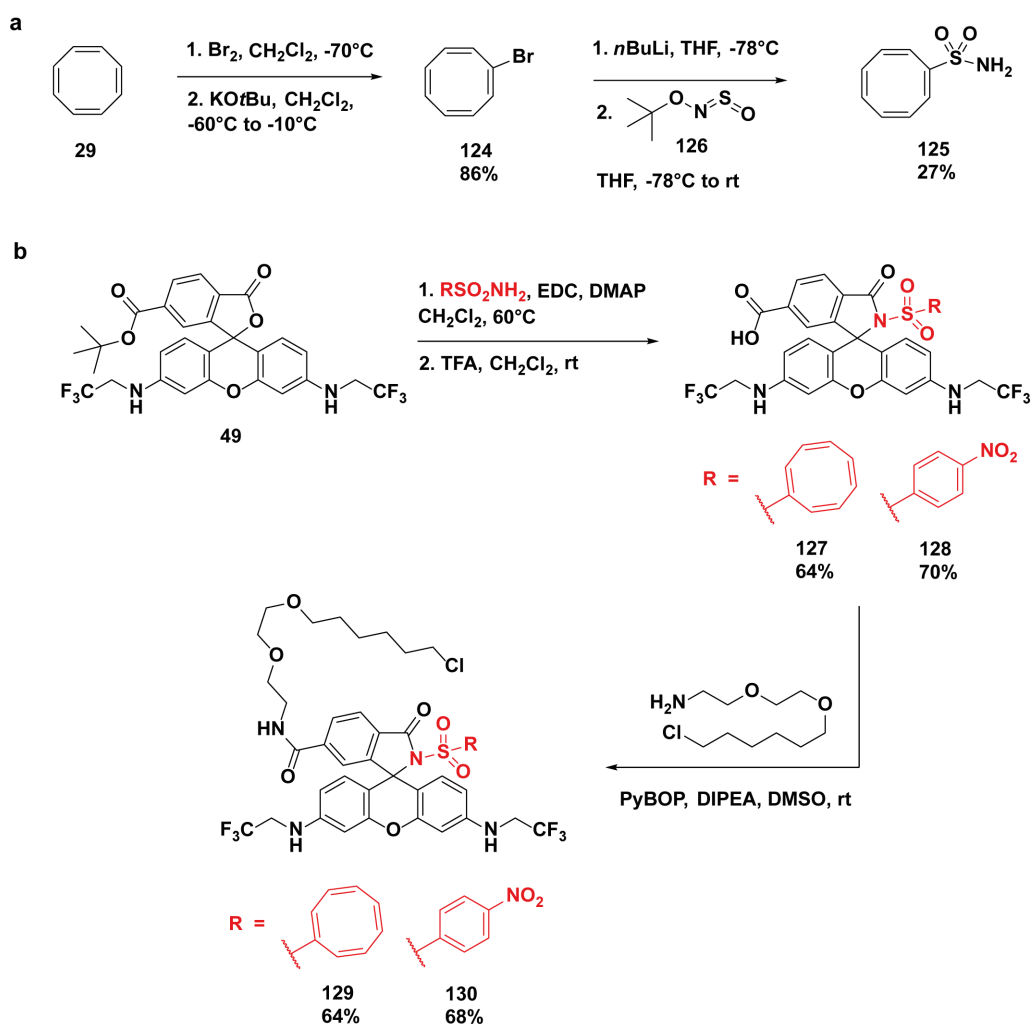 a
1. Br2, CH2Cl2, -70°C
2. KOtBu, CH2Cl2,
-60°C to -10°C
29
Br
124
86%
1. nBuLi, THF, -78°C
2.
O
N
S
O
126
THF, -78°C to rt
O
O
S
NH2
125
27%
b
O
O
O
O
F3C
N
H
O
N
H
CF3
49
1. RSO2NH2, EDC, DMAP
CH2Cl2, 60°C
2. TFA, CH2Cl2, rt
O
HO
O
N
O
S
R
O
F3C
N
H
O
N
H
CF3
R =
NO2
127
64%
128
70%
H2N
O
O
Cl
PyBOP, DIPEA, DMSO, rt
O
O
Cl
HN
O
O
N
O
S
R
O
F3C
N
H
O
N
H
CF3
R =
NO2
129
64%
130
68%